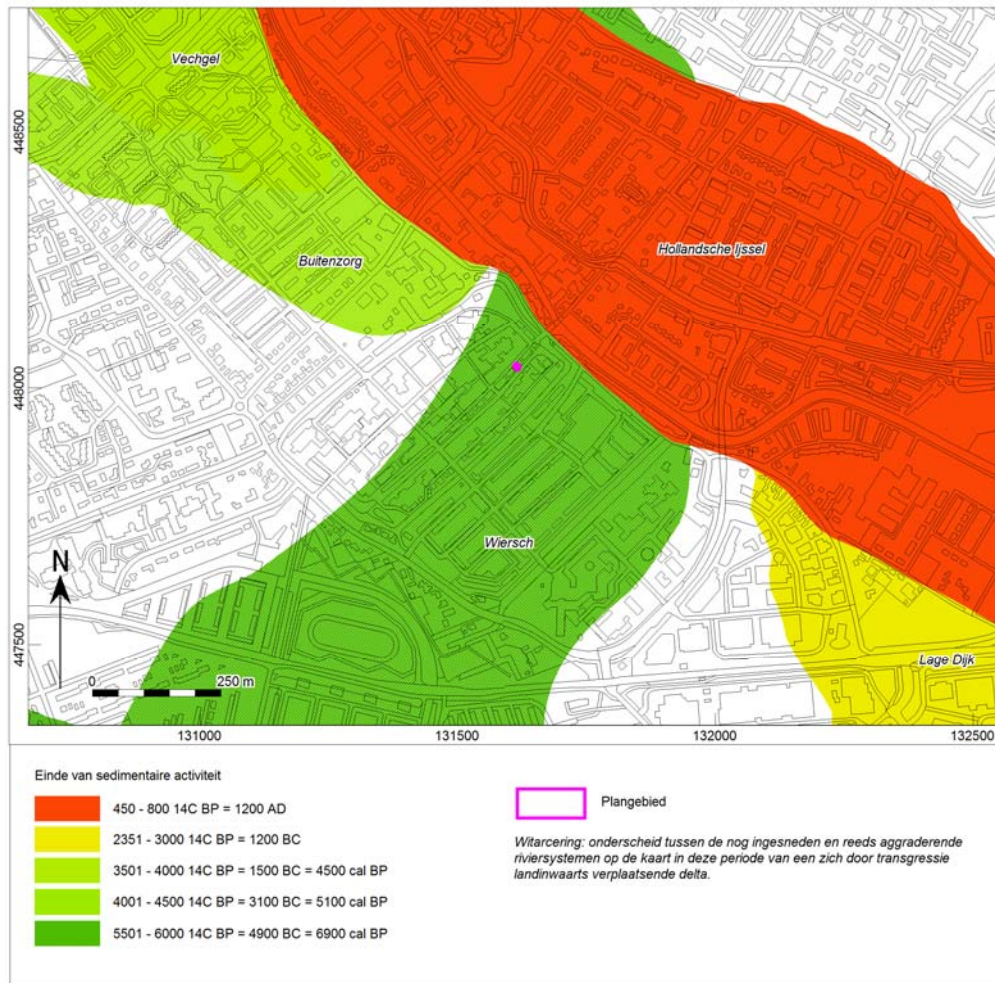 Vechgel
Buitenzorg
Hollandsche Ijssel
Wiersch
Lage Dijk
448500
448000
447500
N
0
250 m
131000
131500
132000
132500
Einde van sedimentaire activiteit
450 - 800 14C BP = 1200 AD
2351 - 3000 14C BP = 1200 BC
3501 - 4000 14C BP = 1500 BC = 4500 cal BP
4001 - 4500 14C BP = 3100 BC = 5100 cal BP
5501 - 6000 14C BP = 4900 BC = 6900 cal BP
Plangebied
Witarcering: onderscheid tussen de nog ingesneden en reeds aggraderende
riviersystemen op de kaart in deze periode van een zich door transgressie
landinwaarts verplaatsende delta.